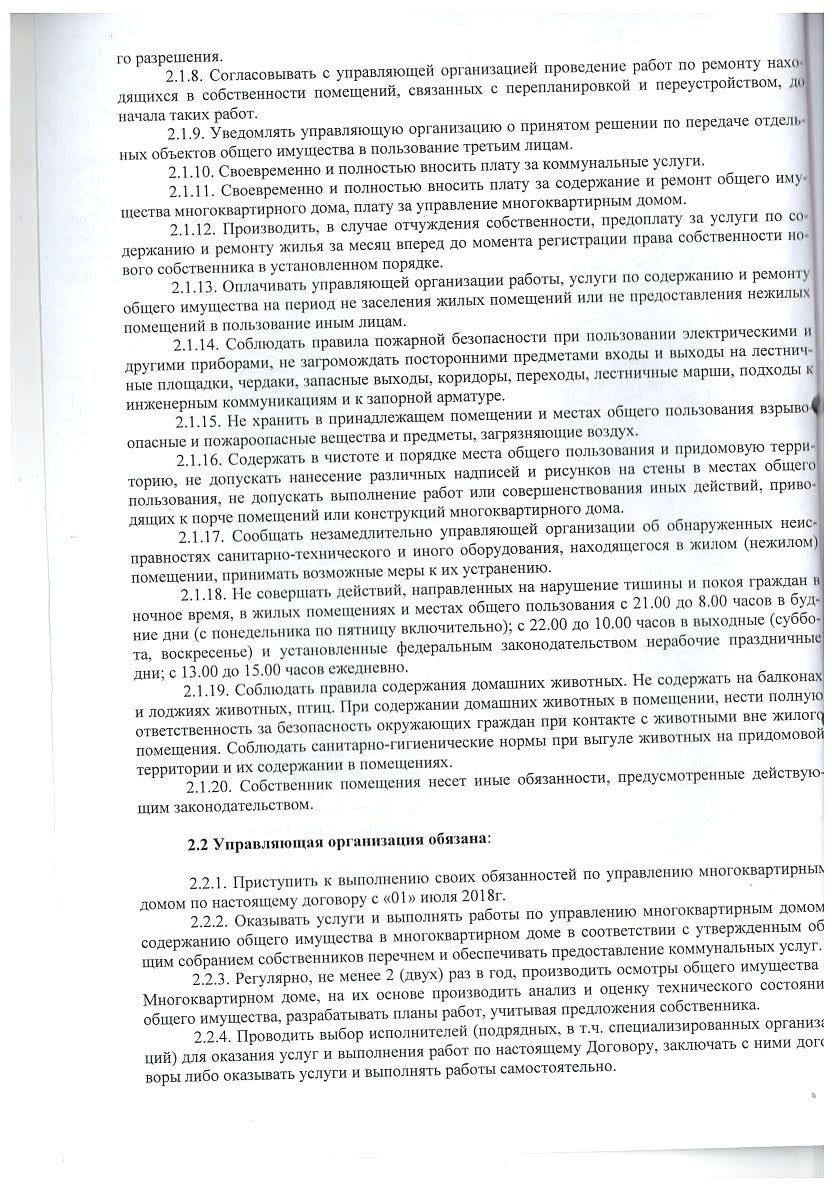 го разрешения.
2.1.8. Согласовывать с управляющей организацией проведение работ по ремонту нахо-
дящихся в собственности помещений, связанных с перепланировкой и переустройством, до
начала таких работ.
2.1.9. Уведомлять управляющую организацию о принятом решении по передаче отдель-
ных объектов общего имущества в пользование третьим лицам.
2.1.10. Своевременно и полностью вносить плату за коммунальные услуги.
2.1.11. Своевременно и полностью вносить плату за содержание и ремонт общего иму-
щества многоквартирного дома, плату за управление многоквартирным домом.
2.1.12. Производить, в случае отчуждения собственности, предоплату за услуги по со-
держанию и ремонту жилья за месяц вперед до момента регистрации права собственности но-
вого собственника в установленном порядке.
2.1.13. Оплачивать управляющей организации работы, услуги по содержанию и ремонту
общего имущества на период не заселения жилых помещений или не предоставления нежилых
помещений в пользование иным лицам.
2.1.14. Соблюдать правила пожарной безопасности при пользовании электрическими и
другими приборами, не загромождать посторонними предметами входы и выходы на лестнич-
ные площадки, чердаки, запасные выходы, коридоры, переходы, лестничные марши, подходы к
инженерным коммуникациям и к запорной арматуре.
2.1.15. Не хранить в принадлежащем помещении и местах общего пользования взрыво
опасные и пожароопасные вещества и предметы, загрязняющие воздух.
2.1.16. Содержать в чистоте и порядке места общего пользования и придомовую терри-
торию, не допускать нанесение различных надписей и рисунков на стены в местах общего
пользования, не допускать выполнение работ или совершенствования иных действий, приво-
дящих к порче помещений или конструкций многоквартирного дома.
2.1.17. Сообщать незамедлительно управляющей организации об обнаруженных неис-
правностях санитарно-технического и иного оборудования, находящегося в жилом (нежилом)
помещении, принимать возможные меры к их устранению.
2.1.18. Не совершать действий, направленных на нарушение тишины и покоя граждан в
ночное время, в жилых помещениях и местах общего пользования с 21.00 до 8.00 часов в буд-
ние дни (с понедельника по пятницу включительно); с 22.00 до 10.00 часов в выходные (суббо-
та, воскресенье) и установленные федеральным законодательством нерабочие праздничные
дни; с 13.00 до 15.00 часов ежедневно.
2.1.19. Соблюдать правила содержания домашних животных. Не содержать на балконах
и лоджиях животных, птиц. При содержании домашних животных в помещении, нести полную
ответственность за безопасность окружающих граждан при контакте с животными вне жилого
помещения. Соблюдать санитарно-гигиенические нормы при выгуле животных на придомовой
территории и их содержании в помещениях.
2.1.20. Собственник помещения несет иные обязанности, предусмотренные действую-
щим законодательством.
2.2 Управляющая организация обязана:
2.2.1. Приступить к выполнению своих обязанностей по управлению многоквартирным
домом по настоящему договору с «01» июля 2018г.
2.2.2. Оказывать услуги и выполнять работы по управлению многоквартирным домом
содержанию общего имущества в многоквартирном доме в соответствии с утвержденным об
щим собранием собственников перечнем и обеспечивать предоставление коммунальных услуг.
2.2.3. Регулярно, не менее 2 (двух) раз в год, производить осмотры общего имущества
Многоквартирном доме, на их основе производить анализ и оценку технического состояни
общего имущества, разрабатывать планы работ, учитывая предложения собственника.
2.2.4. Проводить выбор исполнителей (подрядных, в т.ч. специализированных организа
ций) для оказания услуг и выполнения работ по настоящему Договору, заключать с ними дого
воры либо оказывать услуги и выполнять работы самостоятельно.